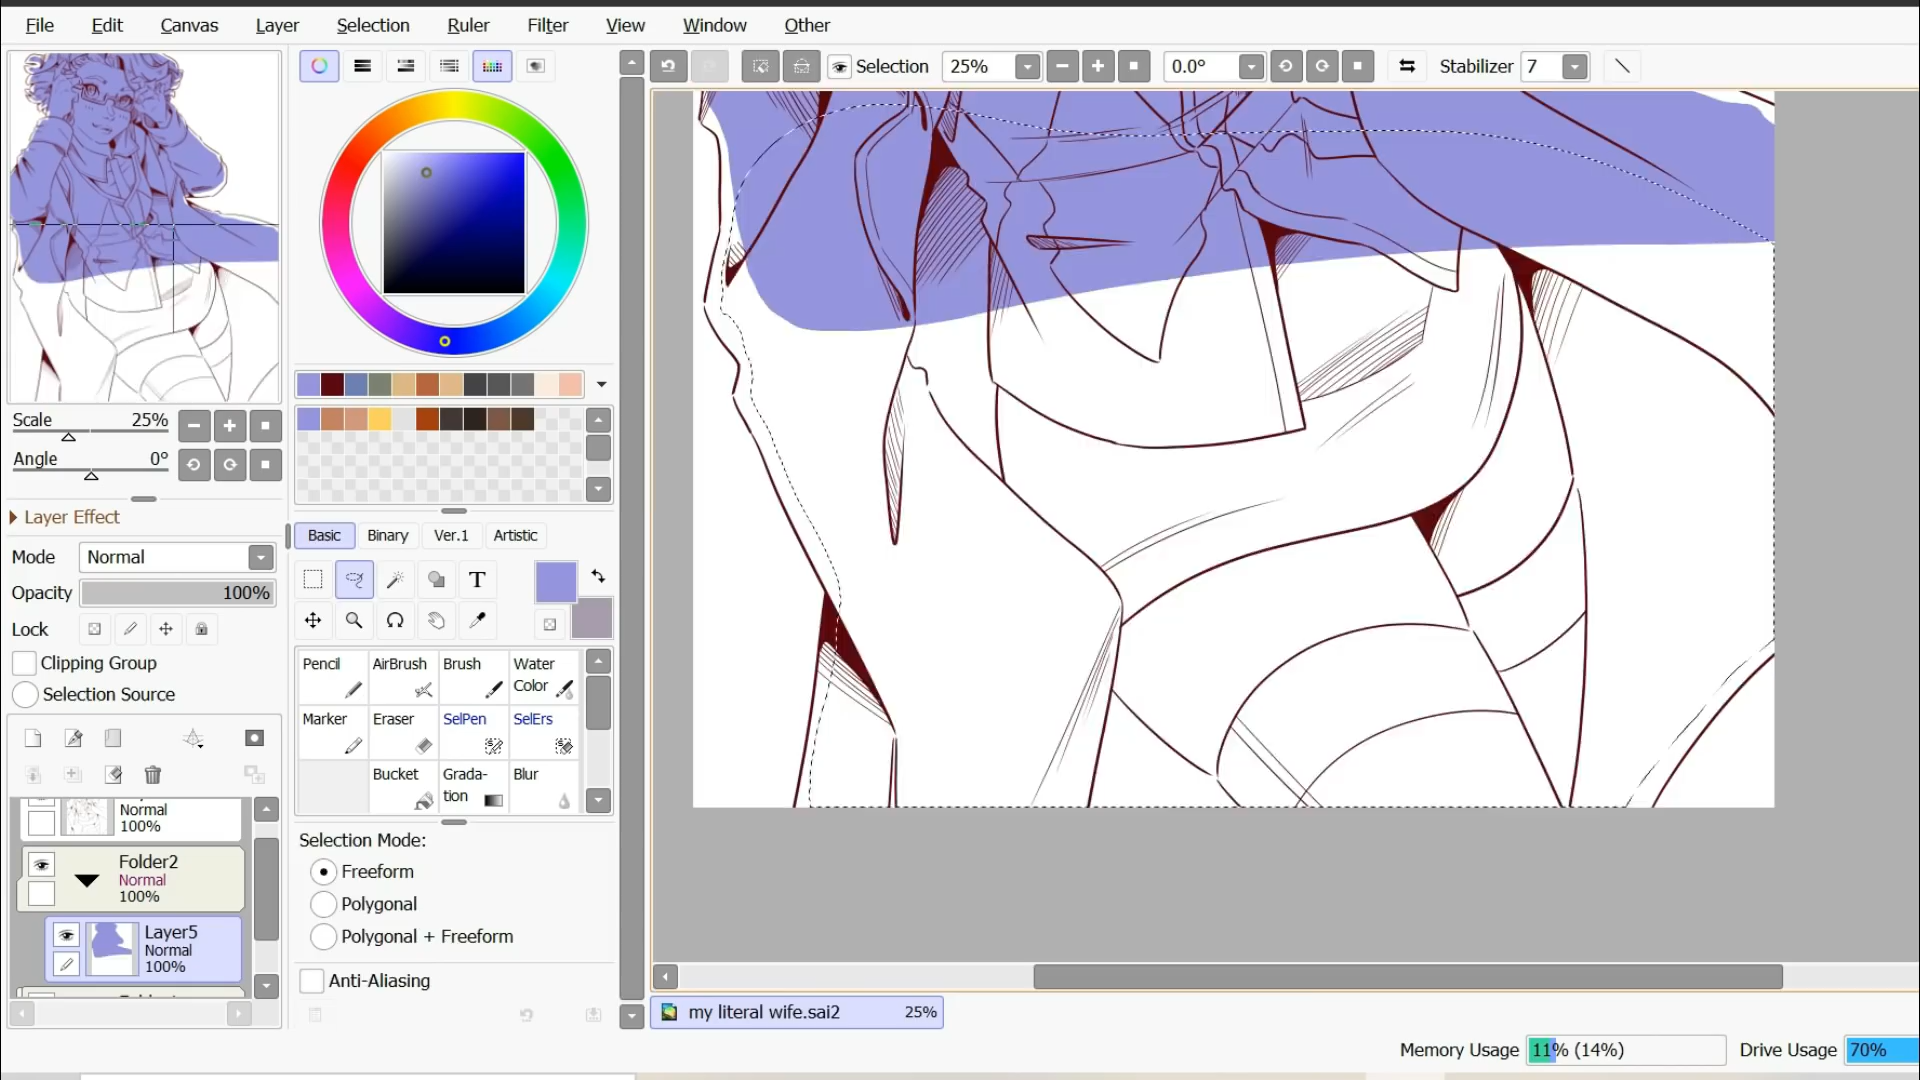 File Edit Canvas Layer Selection Ruler Filter View Window Other
Selection 25% 0.0° Stabilizer 7
Scale 25%
Angle 0°
Layer Effect
Mode Normal
Opacity 100%
Lock
Clipping Group
Selection Source
Normal
100%
Folder2
Normal
100%
Layer5
Normal
100%
Basic Binary Ver.1 Artistic
T
Pencil AirBrush Brush Water Color
Marker Eraser SelPen SelErs
Bucket Grada-tion Blur
Selection Mode:
Freeform
Polygonal
Polygonal + Freeform
Anti-Aliasing
my literal wife.sai2 25%
Memory Usage 11% (14%) Drive Usage 70%